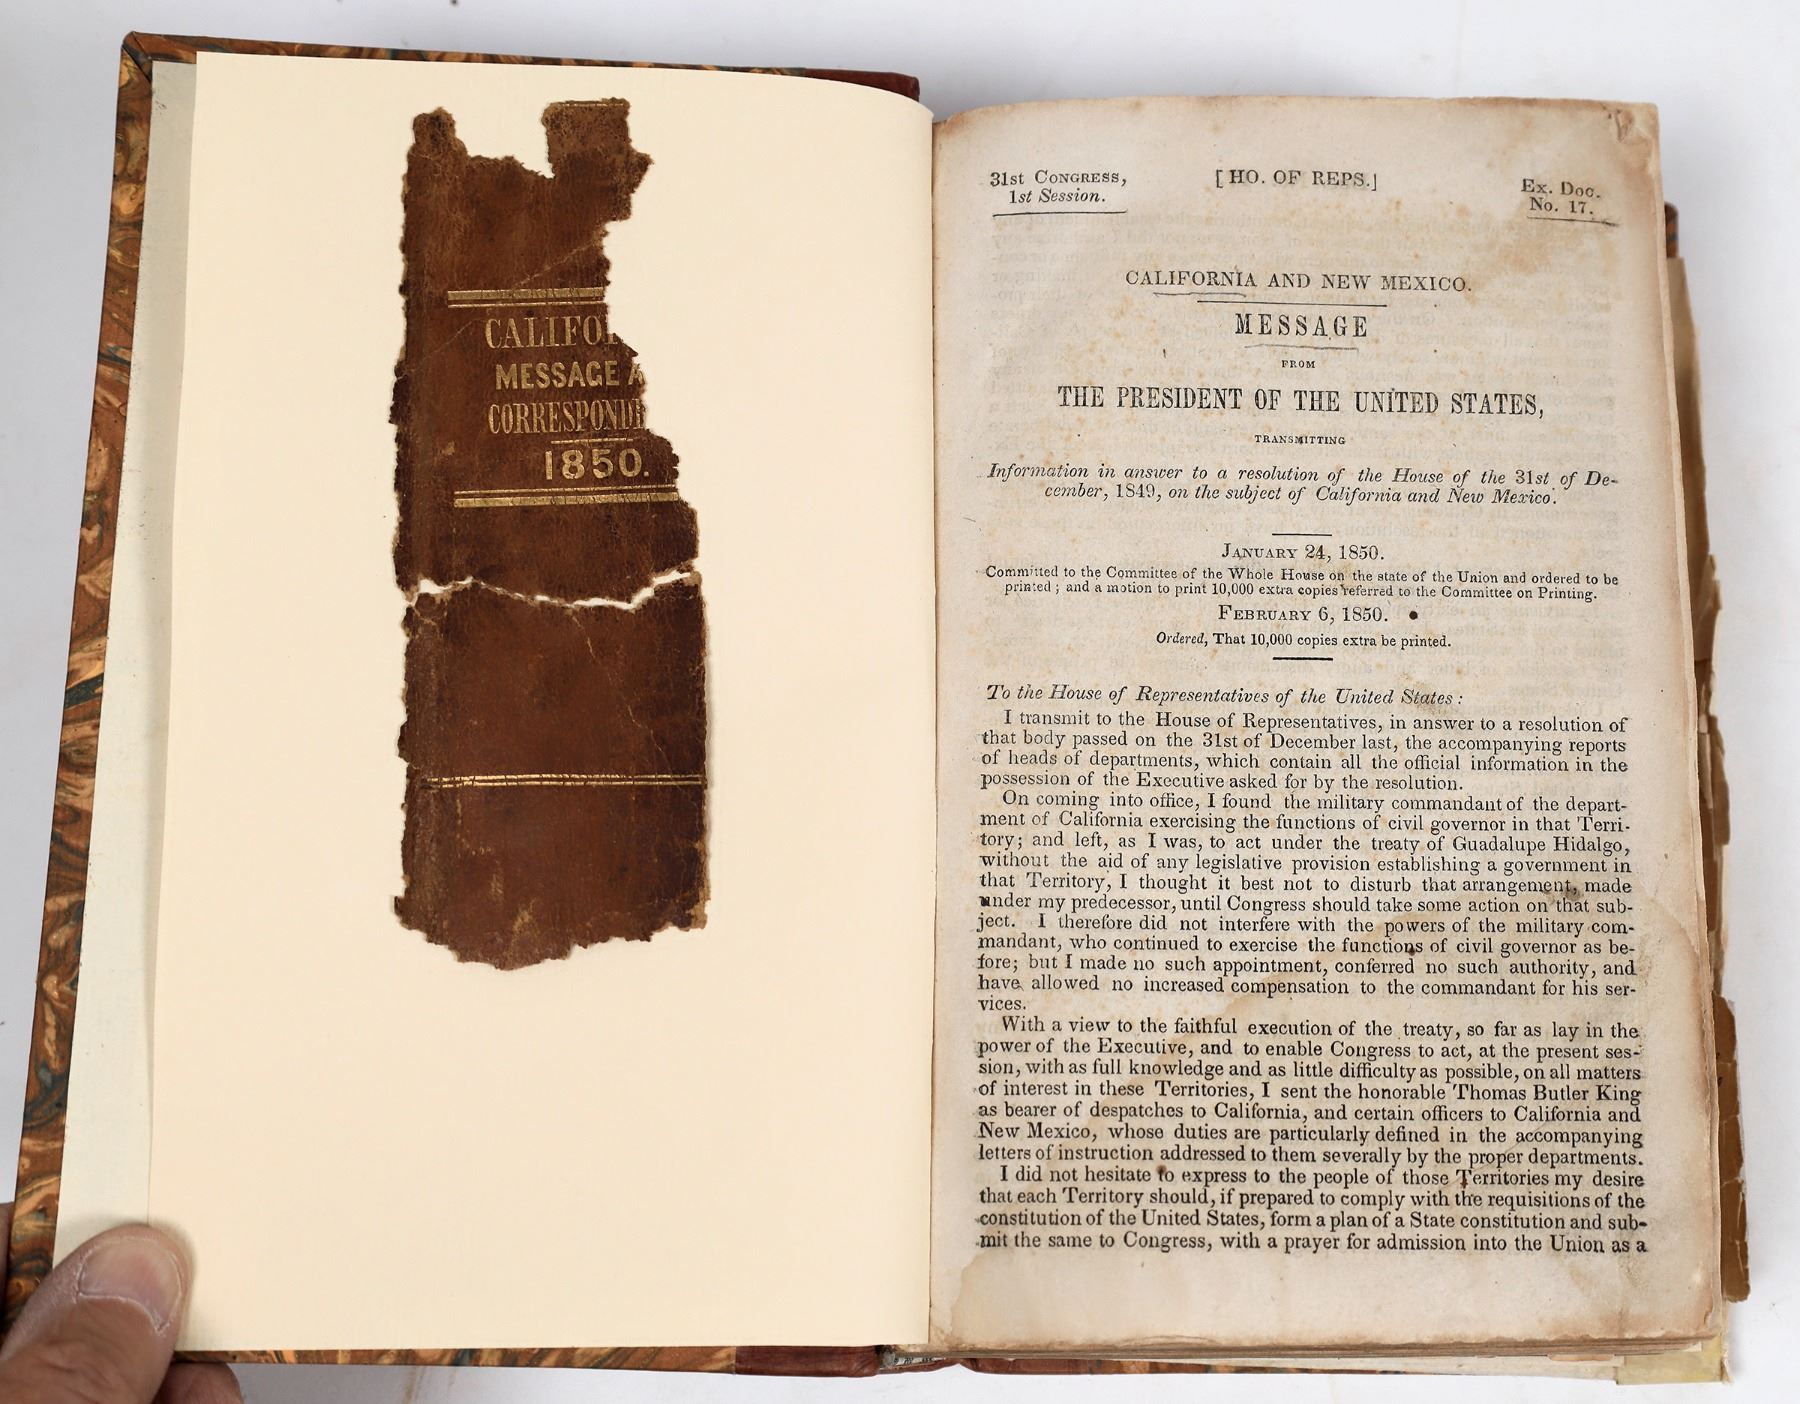 CALIFO
MESSAGE A
CORRESPONDE
1850.
31st Congress,
1st Session.
[HO. OF REPS.]
Ex. Doc.
No. 17.
CALIFORNIA AND NEW MEXICO.
MESSAGE
FROM
THE PRESIDENT OF THE UNITED STATES,
TRANSMITTING
Information in answer to a resolution of the House of the 31st of De-
cember, 1849, on the subject of California and New Mexico.
January 24, 1850.
Committed to the Committee of the Whole House on the state of the Union and ordered to be
printed; and a motion to print 10,000 extra copies referred to the Committee on Printing.
February 6, 1850.
Ordered, That 10,000 copies extra be printed.
To the House of Representatives of the United States:
I transmit to the House of Representatives, in answer to a resolution of
that body passed on the 31st of December last, the accompanying reports
of heads of departments, which contain all the official information in the
possession of the Executive asked for by the resolution.
On coming into office, I found the military commandant of the depart-
ment of California exercising the functions of civil governor in that Terri-
tory; and left, as I was, to act under the treaty of Guadalupe Hidalgo,
without the aid of any legislative provision establishing a government in
that Territory, I thought it best not to disturb that arrangement, made
under my predecessor, until Congress should take some action on that sub-
ject. I therefore did not interfere with the powers of the military com-
mandant, who continued to exercise the functions of civil governor as be-
fore; but I made no such appointment, conferred no such authority, and
have allowed no increased compensation to the commandant for his ser-
vices.
With a view to the faithful execution of the treaty, so far as lay in the
power of the Executive, and to enable Congress to act, at the present ses-
sion, with as full knowledge and as little difficulty as possible, on all matters
of interest in these Territories, I sent the honorable Thomas Butler King
as bearer of despatches to California, and certain officers to California and
New Mexico, whose duties are particularly defined in the accompanying
letters of instruction addressed to them severally by the proper departments.
I did not hesitate to express to the people of those Territories my desire
that each Territory should, if prepared to comply with the requisitions of the
constitution of the United States, form a plan of a State constitution and sub-
mit the same to Congress, with a prayer for admission into the Union as a